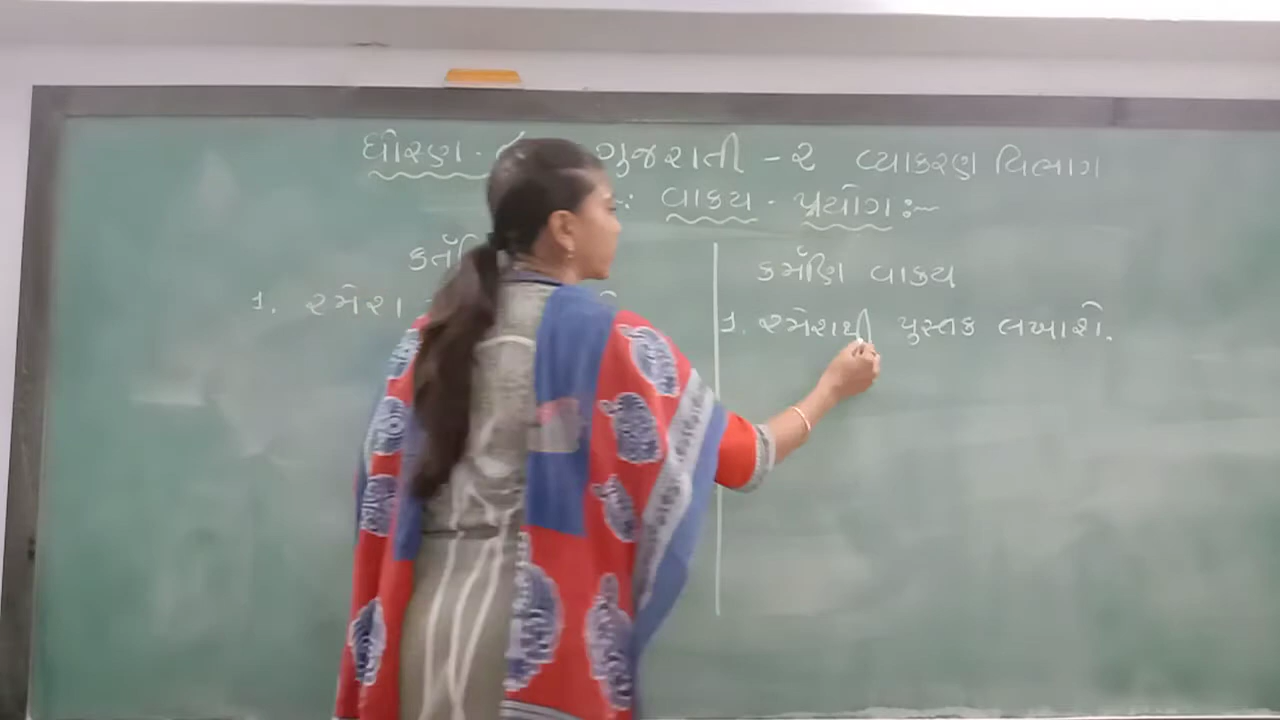 ધોરણ - ગુજરાતી - ૨ વ્યાકરણ વિભાગ
વાક્ય - પ્રયોગ :-
કર્મણિ વાક્ય
૧. રમેશ
૧. રમેશથી પુસ્તક લખાશે.